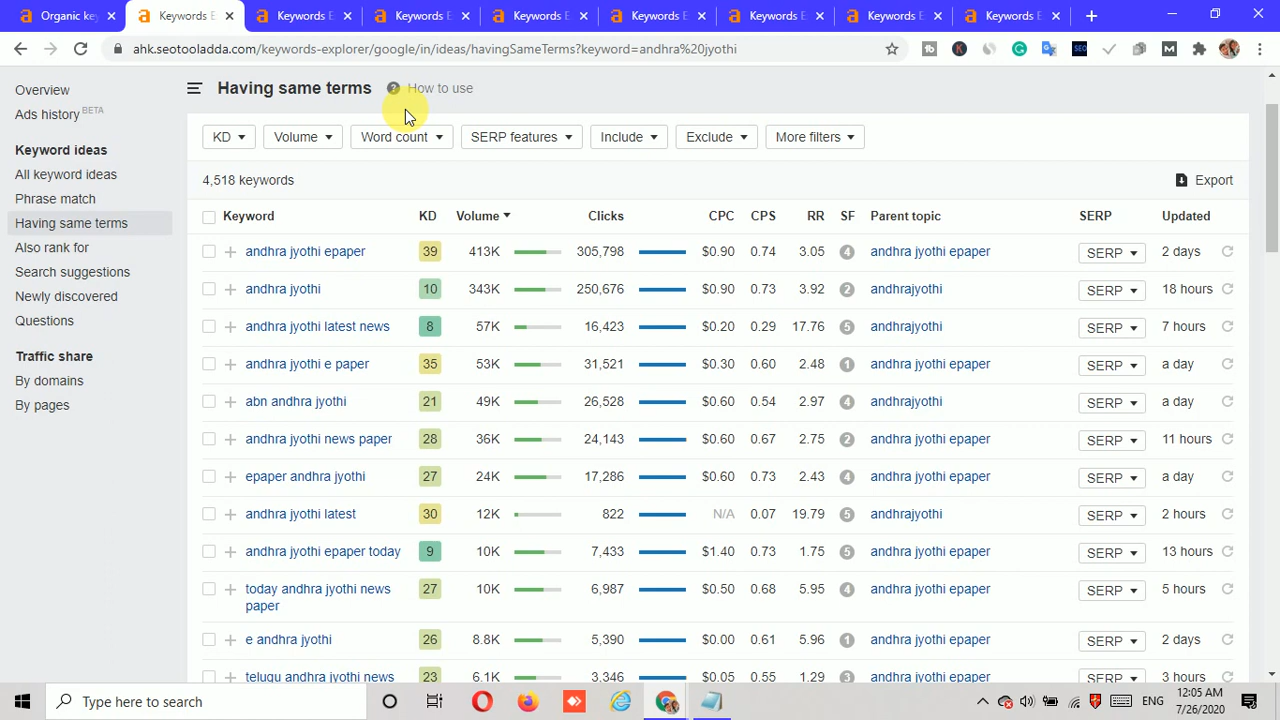 Organic key
Keywords E
Keywords E
Keywords E
Keywords E
Keywords E
Keywords E
Keywords E
Keywords E
ahk.seotooladda.com/keywords-explorer/google/in/ideas/havingSameTerms?keyword=andhra%20jyothi
Overview
Ads history BETA
Keyword ideas
All keyword ideas
Phrase match
Having same terms
Also rank for
Search suggestions
Newly discovered
Questions
Traffic share
By domains
By pages
Having same terms ? How to use
KD Volume Word count SERP features Include Exclude More filters
4,518 keywords Export
Keyword KD Volume Clicks CPC CPS RR SF Parent topic SERP Updated
andhra jyothi epaper 39 413K 305,798 $0.90 0.74 3.05 4 andhra jyothi epaper SERP 2 days
andhra jyothi 10 343K 250,676 $0.90 0.73 3.92 2 andhrajyothi SERP 18 hours
andhra jyothi latest news 8 57K 16,423 $0.20 0.29 17.76 5 andhrajyothi SERP 7 hours
andhra jyothi e paper 35 53K 31,521 $0.30 0.60 2.48 1 andhra jyothi epaper SERP a day
abn andhra jyothi 21 49K 26,528 $0.60 0.54 2.97 4 andhrajyothi SERP a day
andhra jyothi news paper 28 36K 24,143 $0.60 0.67 2.75 2 andhra jyothi epaper SERP 11 hours
epaper andhra jyothi 27 24K 17,286 $0.60 0.73 2.43 4 andhra jyothi epaper SERP a day
andhra jyothi latest 30 12K 822 N/A 0.07 19.79 5 andhrajyothi SERP 2 hours
andhra jyothi epaper today 9 10K 7,433 $1.40 0.73 1.75 5 andhra jyothi epaper SERP 13 hours
today andhra jyothi news 27 10K 6,987 $0.50 0.68 5.95 4 andhra jyothi epaper SERP 5 hours
paper
e andhra jyothi 26 8.8K 5,390 $0.00 0.61 5.96 1 andhra jyothi epaper SERP 2 days
telugu andhra jyothi news 23 6.1K 3,346 $0.05 0.55 1.29 3 andhra jyothi epaper SERP 3 hours
Type here to search
ENG
12:05 AM
7/26/2020